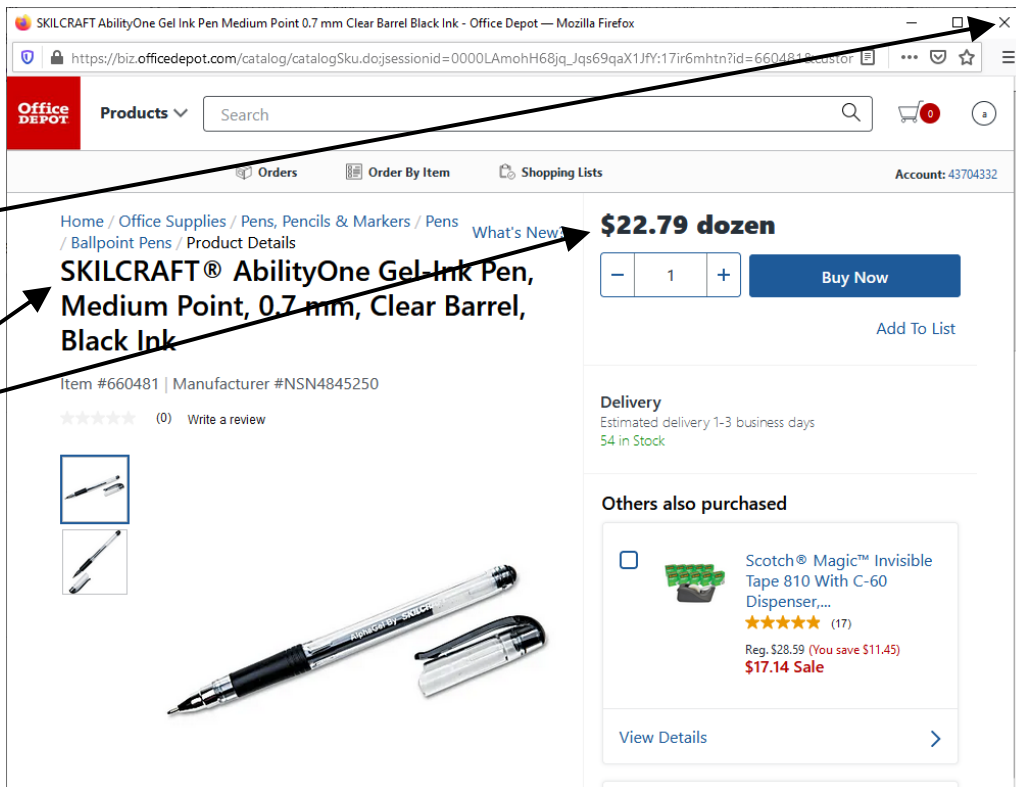 SKILCRAFT AbilityOne Gel Ink Pen Medium Point 0.7 mm Clear Barrel Black Ink - Office Depot — Mozilla Firefox
https://biz.officedepot.com/catalog/catalogSku.do;jsessionid=0000LAmohH68jq_Jqs69qaX1JfY:17ir6mhtn?id=660481&custor
Office DEPOT
Products
Search
0
a
Orders
Order By Item
Shopping Lists
Account: 43704332
Home / Office Supplies / Pens, Pencils & Markers / Pens
/ Ballpoint Pens / Product Details
What's New?
SKILCRAFT® AbilityOne Gel-Ink Pen,
Medium Point, 0.7 mm, Clear Barrel,
Black Ink
Item #660481 | Manufacturer #NSN4845250
(0) Write a review
AlphaGel By SKILCRAFT
$22.79 dozen
− 1 +
Buy Now
Add To List
Delivery
Estimated delivery 1-3 business days
54 in Stock
Others also purchased
Scotch® Magic™ Invisible
Tape 810 With C-60
Dispenser,...
(17)
Reg. $28.59 (You save $11.45)
$17.14 Sale
View Details